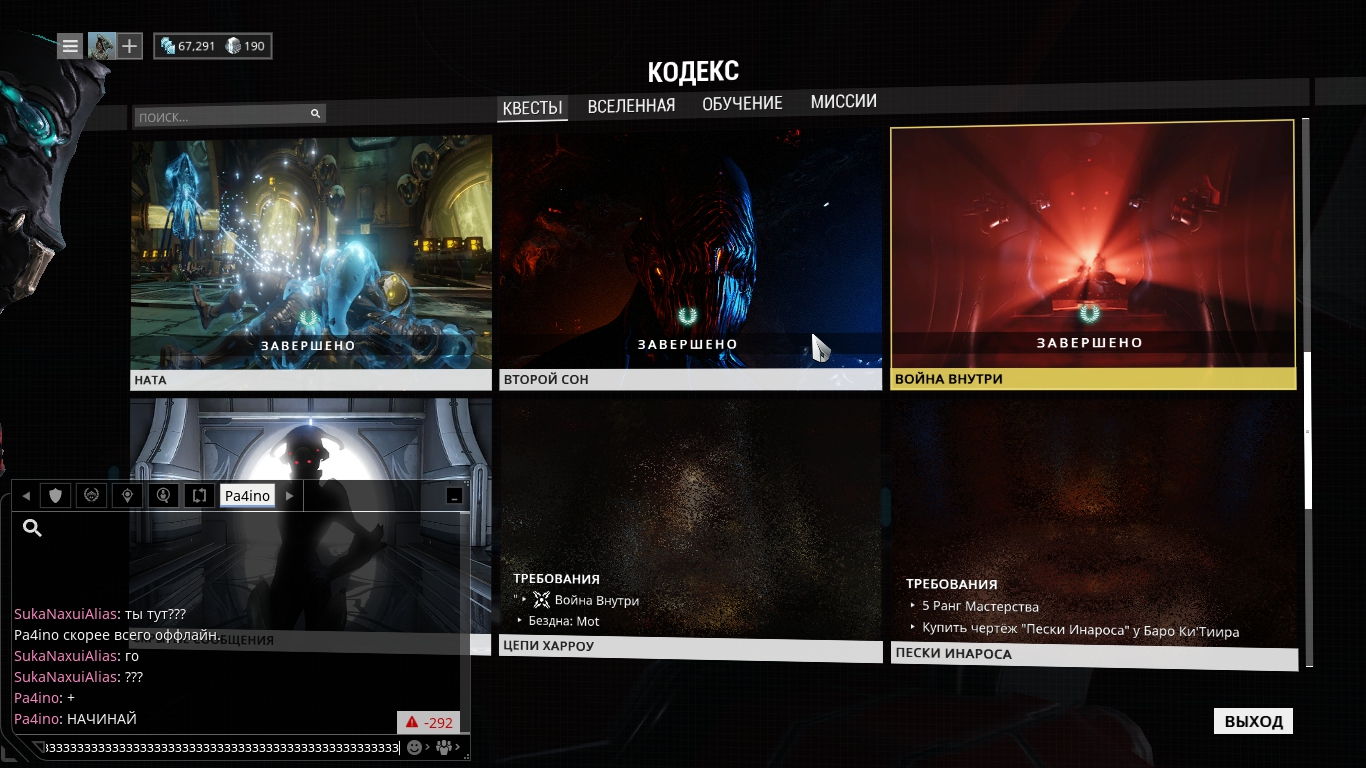 67,291 190
КОДЕКС
ПОИСК...
КВЕСТЫ ВСЕЛЕННАЯ ОБУЧЕНИЕ МИССИИ
ЗАВЕРШЕНО
НАТА
ЗАВЕРШЕНО
ВТОРОЙ СОН
ЗАВЕРШЕНО
ВОЙНА ВНУТРИ
ТРЕБОВАНИЯ
" Война Внутри
Бездна: Mot
ЦЕПИ ХАРРОУ
ТРЕБОВАНИЯ
5 Ранг Мастерства
Купить чертёж "Пески Инароса" у Баро Ки'Тиира
ПЕСКИ ИНАРОСА
Pa4ino
SukaNaxuiAlias: ты тут???
Pa4ino скорее всего оффлайн.
SukaNaxuiAlias: го
SukaNaxuiAlias: ???
Pa4ino: +
Pa4ino: НАЧИНАЙ
-292
ВЫХОД